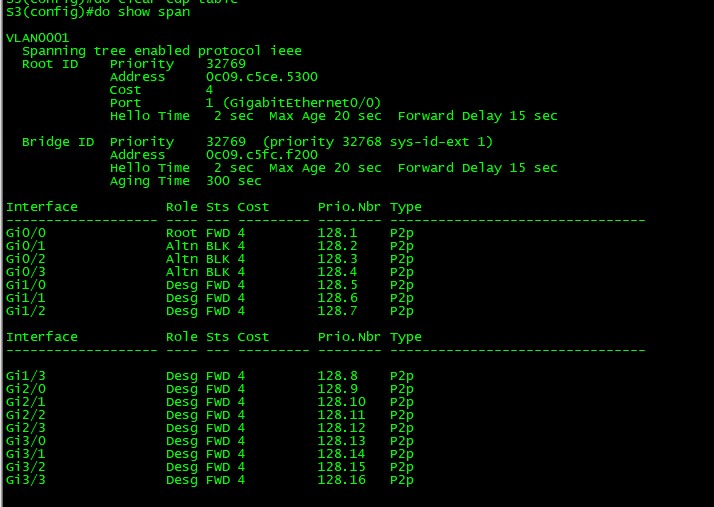 S3(config)#do clear cdp table
S3(config)#do show span
VLAN0001
  Spanning tree enabled protocol ieee
  Root ID    Priority    32769
             Address     0c09.c5ce.5300
             Cost        4
             Port        1 (GigabitEthernet0/0)
             Hello Time   2 sec  Max Age 20 sec  Forward Delay 15 sec
  Bridge ID  Priority    32769  (priority 32768 sys-id-ext 1)
             Address     0c09.c5fc.f200
             Hello Time   2 sec  Max Age 20 sec  Forward Delay 15 sec
             Aging Time  300 sec
Interface           Role Sts Cost      Prio.Nbr Type
------------------- ---- --- --------- -------- --------------------------------
Gi0/0               Root FWD 4         128.1    P2p
Gi0/1               Altn BLK 4         128.2    P2p
Gi0/2               Altn BLK 4         128.3    P2p
Gi0/3               Altn BLK 4         128.4    P2p
Gi1/0               Desg FWD 4         128.5    P2p
Gi1/1               Desg FWD 4         128.6    P2p
Gi1/2               Desg FWD 4         128.7    P2p
Interface           Role Sts Cost      Prio.Nbr Type
------------------- ---- --- --------- -------- --------------------------------
Gi1/3               Desg FWD 4         128.8    P2p
Gi2/0               Desg FWD 4         128.9    P2p
Gi2/1               Desg FWD 4         128.10   P2p
Gi2/2               Desg FWD 4         128.11   P2p
Gi2/3               Desg FWD 4         128.12   P2p
Gi3/0               Desg FWD 4         128.13   P2p
Gi3/1               Desg FWD 4         128.14   P2p
Gi3/2               Desg FWD 4         128.15   P2p
Gi3/3               Desg FWD 4         128.16   P2p